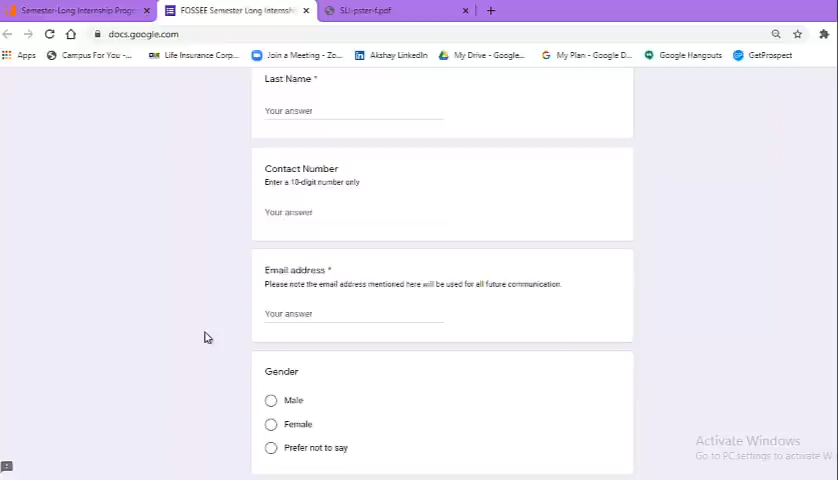 Semester-Long Internship Progr
FOSSEE Semester Long Internshi
SLI-pster-f.pdf
docs.google.com
Apps
Campus For You -...
Life Insurance Corp...
Join a Meeting - Zo...
Akshay LinkedIn
My Drive - Google...
My Plan - Google D...
Google Hangouts
GetProspect
Last Name *
Your answer
Contact Number
Enter a 10-digit number only
Your answer
Email address *
Please note the email address mentioned here will be used for all future communication.
Your answer
Gender
Male
Female
Prefer not to say
Activate Windows
Go to PC settings to activate W